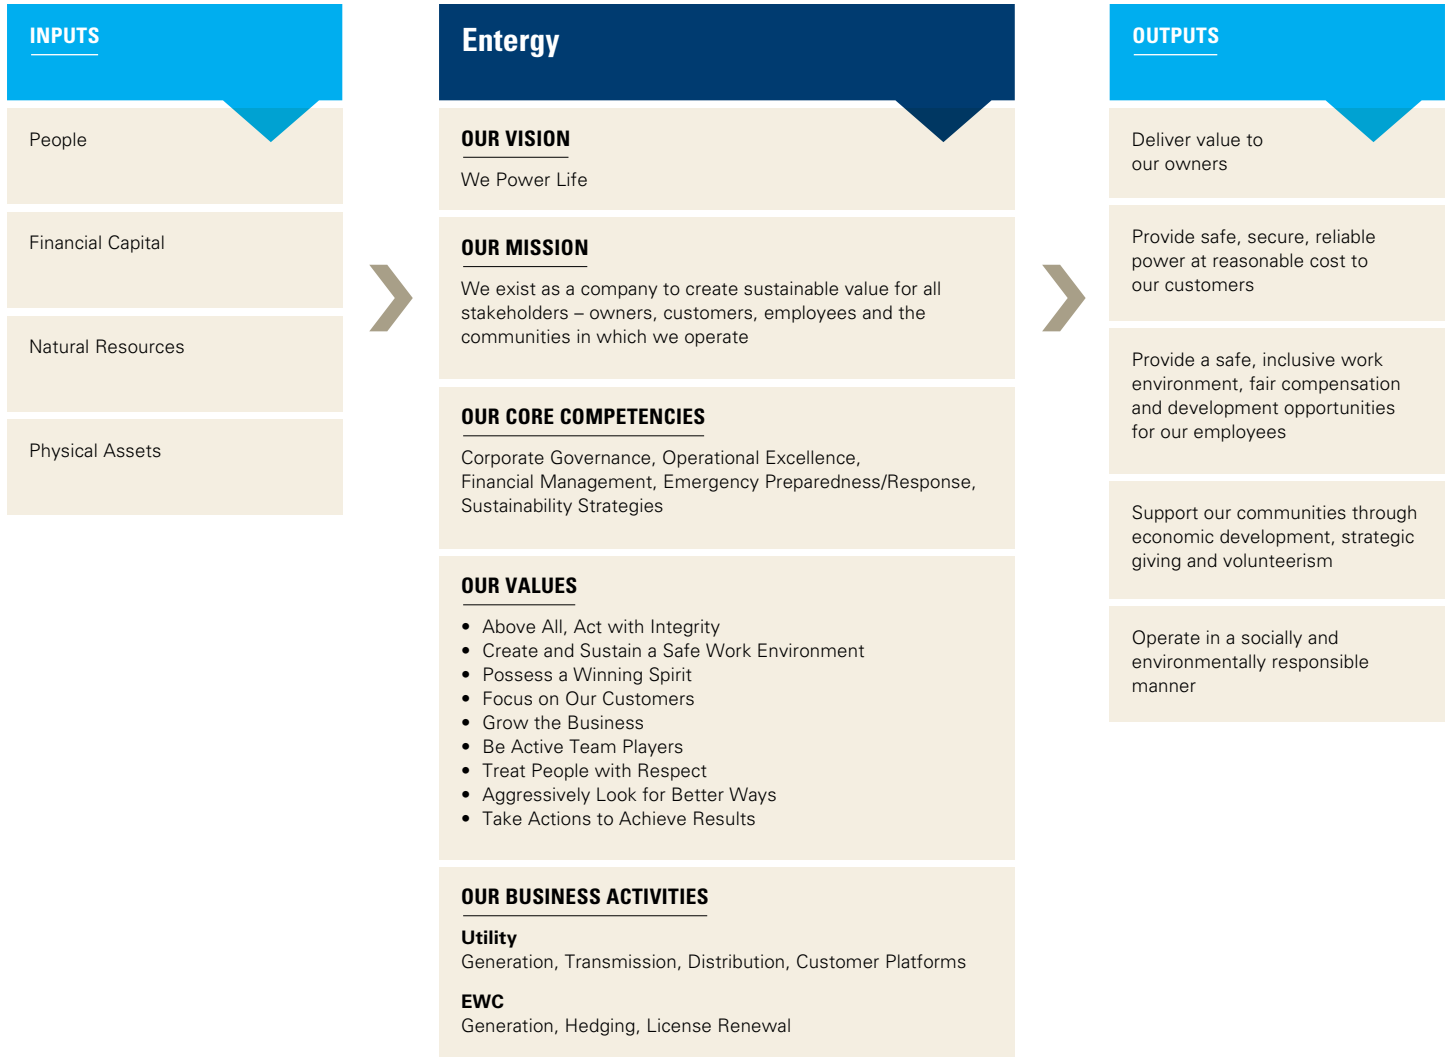 INPUTS
People
Financial Capital
Natural Resources
Physical Assets
Entergy
OUR VISION
We Power Life
OUR MISSION
We exist as a company to create sustainable value for all
stakeholders – owners, customers, employees and the
communities in which we operate
OUR CORE COMPETENCIES
Corporate Governance, Operational Excellence,
Financial Management, Emergency Preparedness/Response,
Sustainability Strategies
OUR VALUES
• Above All, Act with Integrity
• Create and Sustain a Safe Work Environment
• Possess a Winning Spirit
• Focus on Our Customers
• Grow the Business
• Be Active Team Players
• Treat People with Respect
• Aggressively Look for Better Ways
• Take Actions to Achieve Results
OUR BUSINESS ACTIVITIES
Utility
Generation, Transmission, Distribution, Customer Platforms
EWC
Generation, Hedging, License Renewal
OUTPUTS
Deliver value to
our owners
Provide safe, secure, reliable
power at reasonable cost to
our customers
Provide a safe, inclusive work
environment, fair compensation
and development opportunities
for our employees
Support our communities through
economic development, strategic
giving and volunteerism
Operate in a socially and
environmentally responsible
manner